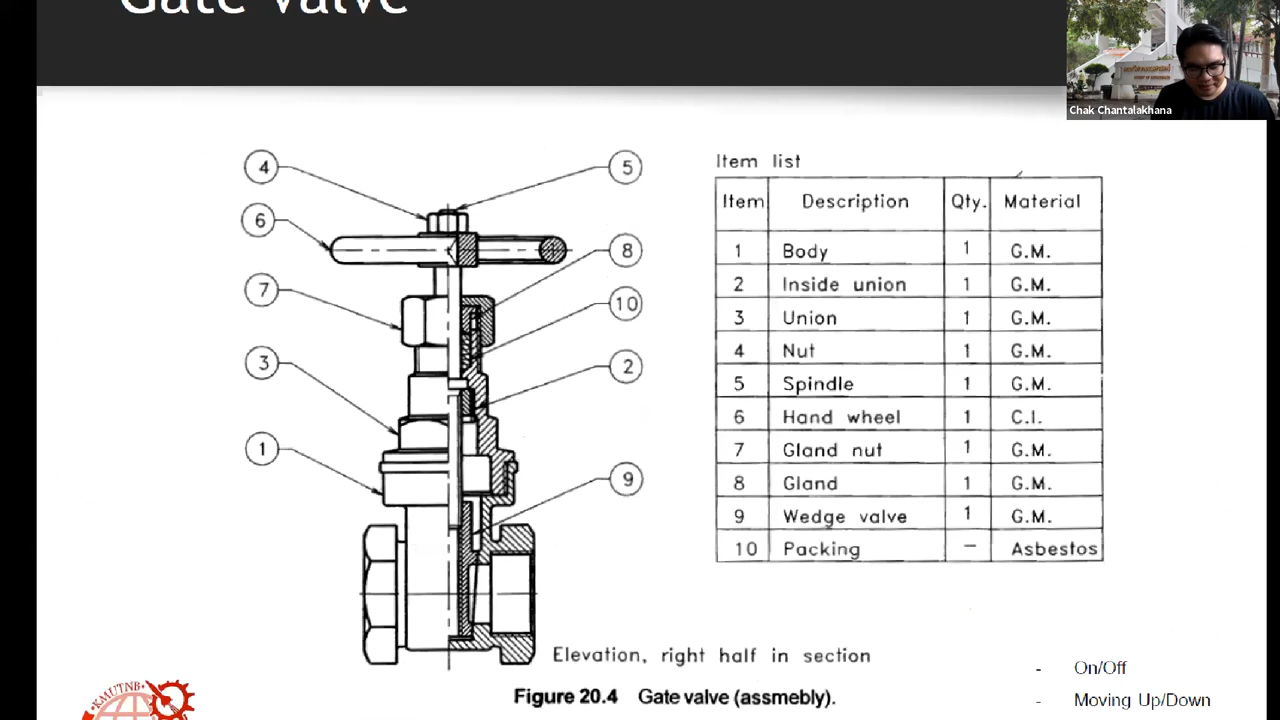 Gate Valve
Chak Chantalakhana
4
5
6
8
7
10
3
2
1
9
Item list
Item Description Qty. Material
1 Body 1 G.M.
2 Inside union 1 G.M.
3 Union 1 G.M.
4 Nut 1 G.M.
5 Spindle 1 G.M.
6 Hand wheel 1 C.I.
7 Gland nut 1 G.M.
8 Gland 1 G.M.
9 Wedge valve 1 G.M.
10 Packing - Asbestos
Elevation, right half in section
Figure 20.4 Gate valve (assmebly).
- On/Off
- Moving Up/Down
KMUTNB